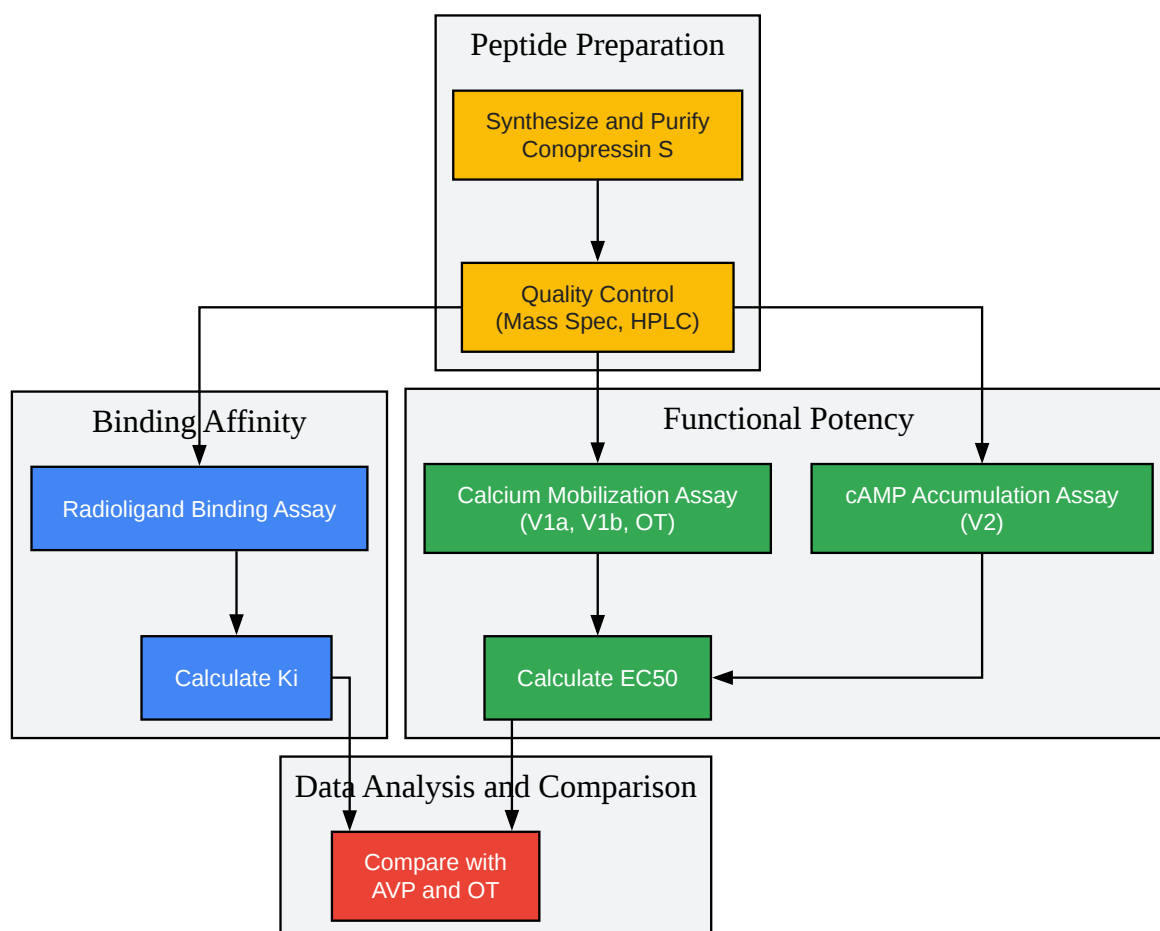 Peptide Preparation
Synthesize and Purify
Conopressin S
Quality Control
(Mass Spec, HPLC)
Binding Affinity
Radioligand Binding Assay
Calculate Ki
Functional Potency
Calcium Mobilization Assay
(V1a, V1b, OT)
cAMP Accumulation Assay
(V2)
Calculate EC50
Data Analysis and Comparison
Compare with
AVP and OT